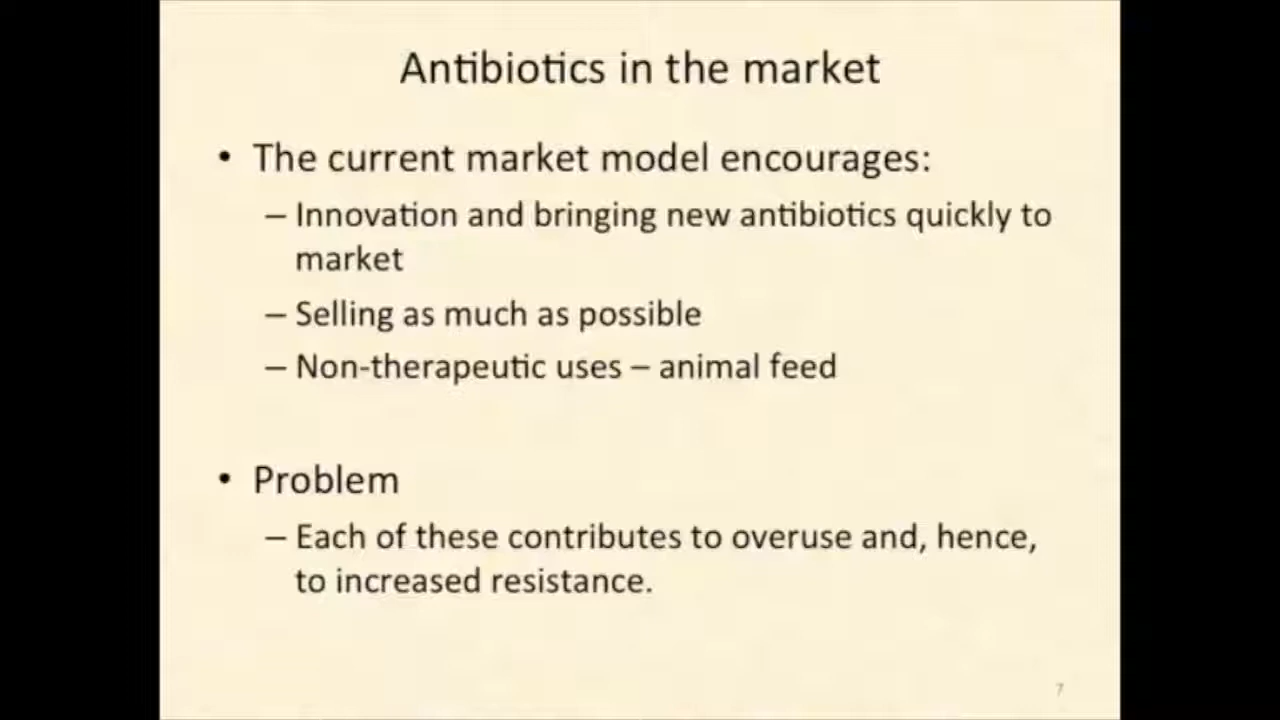 Antibiotics in the market
• The current market model encourages:
– Innovation and bringing new antibiotics quickly to
market
– Selling as much as possible
– Non-therapeutic uses – animal feed
• Problem
– Each of these contributes to overuse and, hence,
to increased resistance.
7